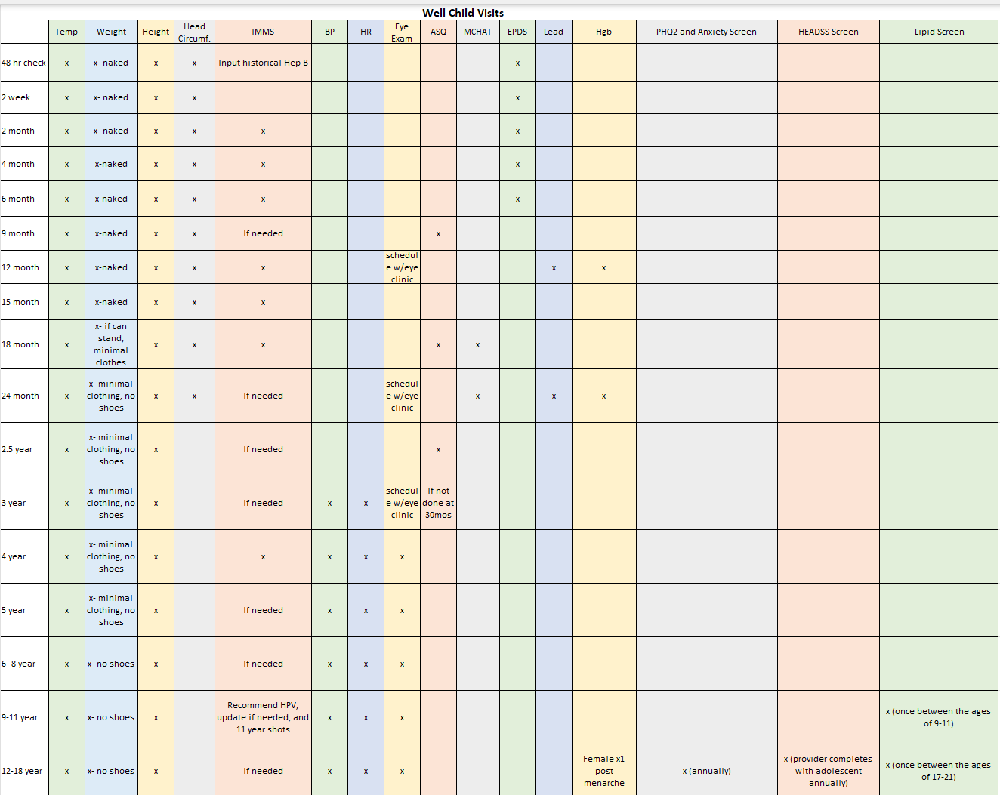 Well Child Visits
Temp Weight Height Head Circumf. IMMS BP HR Eye Exam ASQ MCHAT EPDS Lead Hgb PHQ2 and Anxiety Screen HEADSS Screen Lipid Screen
48 hr check x x- naked x x Input historical Hep B x
2 week x x- naked x x x
2 month x x- naked x x x x
4 month x x-naked x x x x
6 month x x-naked x x x x
9 month x x-naked x x If needed x
12 month x x-naked x x x schedul e w/eye clinic x x
15 month x x-naked x x x
18 month x x- if can stand, minimal clothes x x x x x
24 month x x- minimal clothing, no shoes x x If needed schedul e w/eye clinic x x x
2.5 year x x- minimal clothing, no shoes x If needed x
3 year x x- minimal clothing, no shoes x If needed x x schedul e w/eye clinic If not done at 30mos
4 year x x- minimal clothing, no shoes x x x x x
5 year x x- minimal clothing, no shoes x If needed x x x
6 -8 year x x- no shoes x If needed x x x
9-11 year x x- no shoes x Recommend HPV, update if needed, and 11 year shots x x x x (once between the ages of 9-11)
12-18 year x x- no shoes x If needed x x x Female x1 post menarche x (annually) x (provider completes with adolescent annually) x (once between the ages of 17-21)